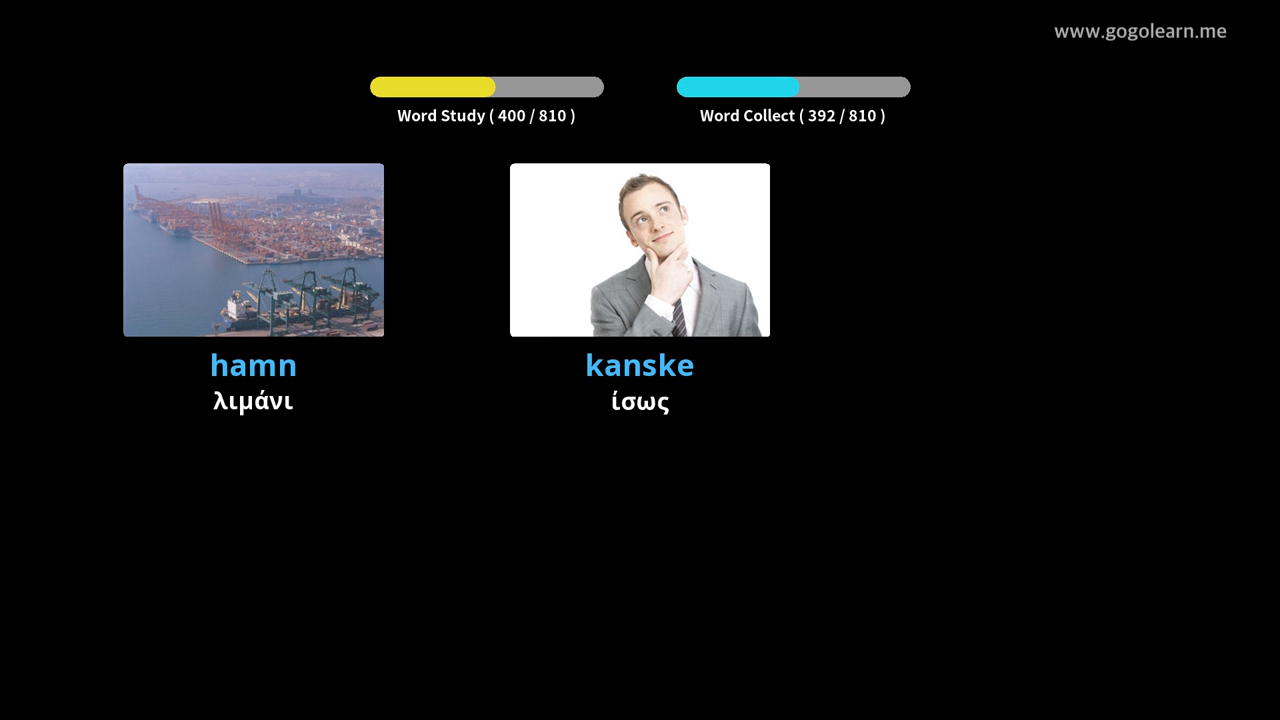 www.gogolearn.me
Word Study ( 400 / 810 )
Word Collect ( 392 / 810 )
hamn
λιμάνι
kanske
ίσως